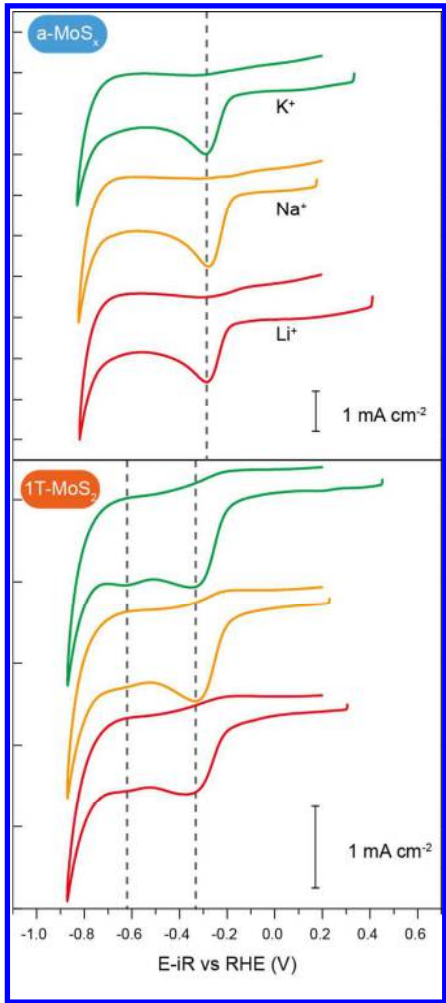 a-MoSₓ
K⁺
Na⁺
Li⁺
1 mA cm⁻²
1T-MoS₂
1 mA cm⁻²
-1.0 -0.8 -0.6 -0.4 -0.2 0.0 0.2 0.4 0.6
E-iR vs RHE (V)